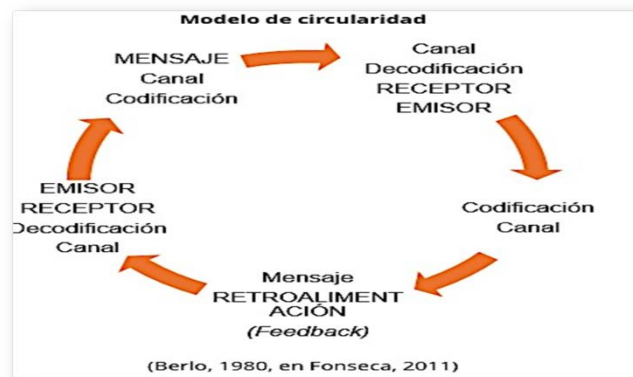 Modelo de circularidad
MENSAJE
Canal
Codificación
Canal
Decodificación
RECEPTOR
EMISOR
Codificación
Canal
Mensaje
RETROALIMENT
ACIÓN
(Feedback)
EMISOR
RECEPTOR
Decodificación
Canal
(Berlo, 1980, en Fonseca, 2011)